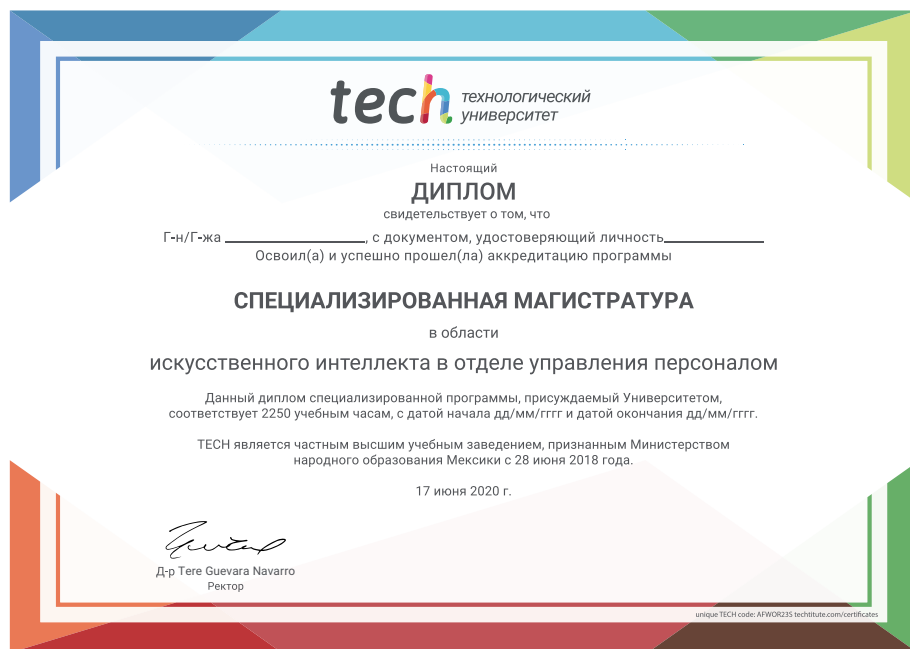 tech технологический
университет
Настоящий
ДИПЛОМ
свидетельствует о том, что
Г-н/Г-жа ____________, с документом, удостоверяющий личность____________
Освоил(а) и успешно прошел(ла) аккредитацию программы
СПЕЦИАЛИЗИРОВАННАЯ МАГИСТРАТУРА
в области
искусственного интеллекта в отделе управления персоналом
Данный диплом специализированной программы, присуждаемый Университетом,
соответствует 2250 учебным часам, с датой начала дд/мм/гггг и датой окончания дд/мм/гггг.
TECH является частным высшим учебным заведением, признанным Министерством
народного образования Мексики с 28 июня 2018 года.
17 июня 2020 г.
Д-р Tere Guevara Navarro
Ректор
unique TECH code: AFWOR23S techtitute.com/certificates